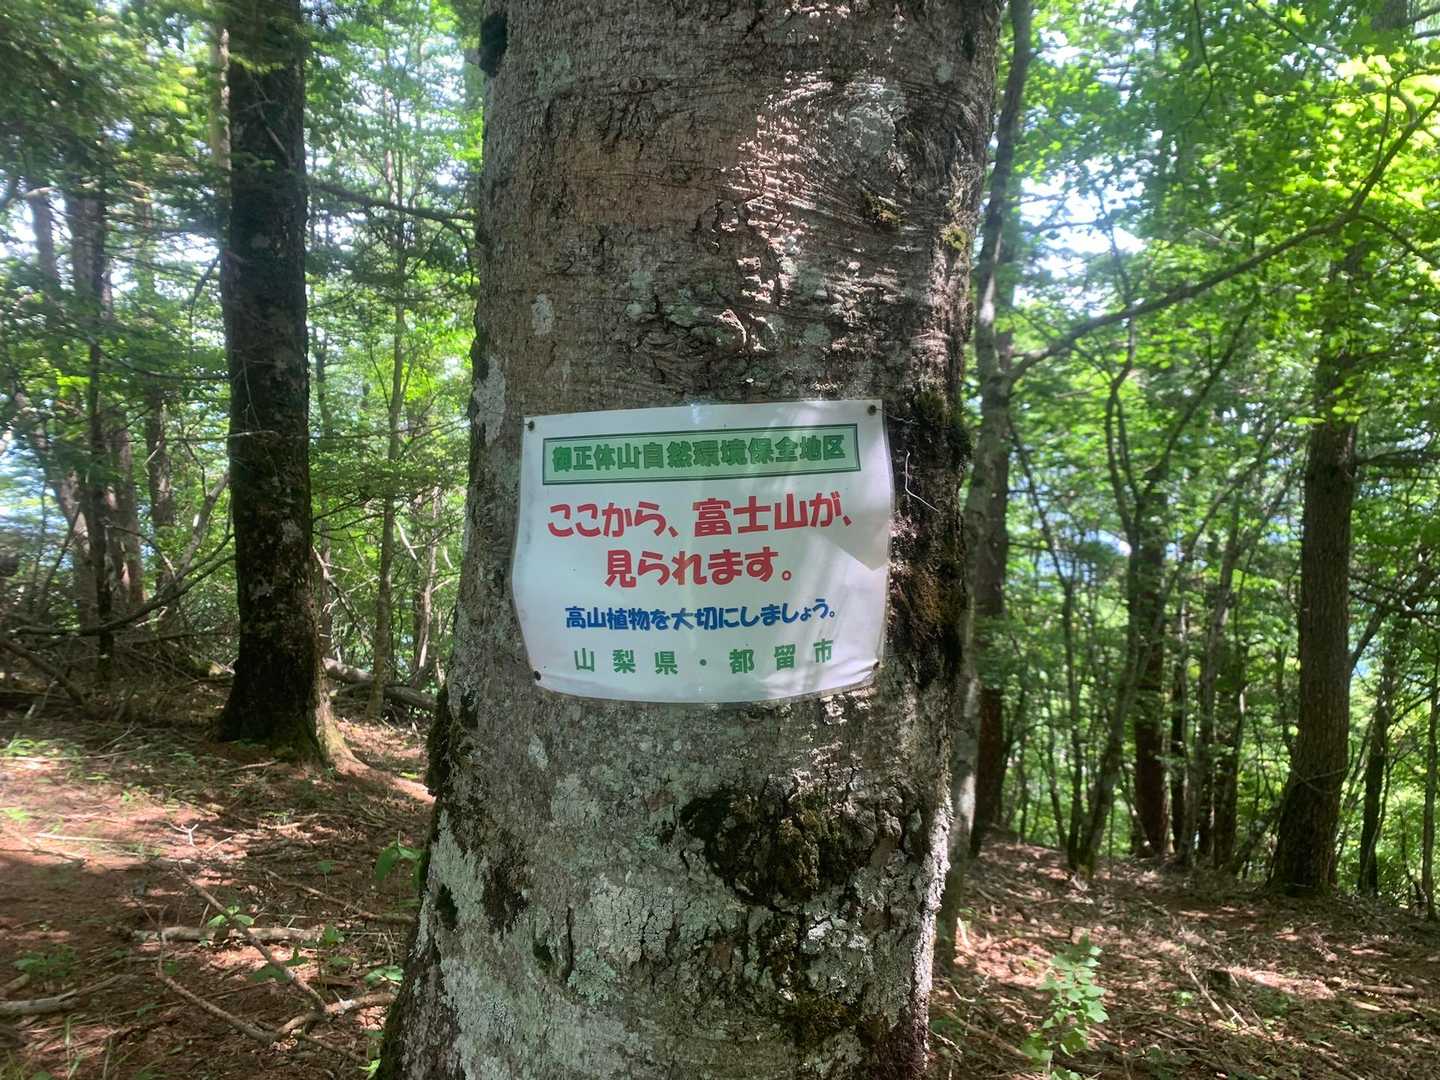 御正体山自然環境保全地区
ここから、富士山が、
見られます。
高山植物を大切にしましょう。
山梨県・都留市